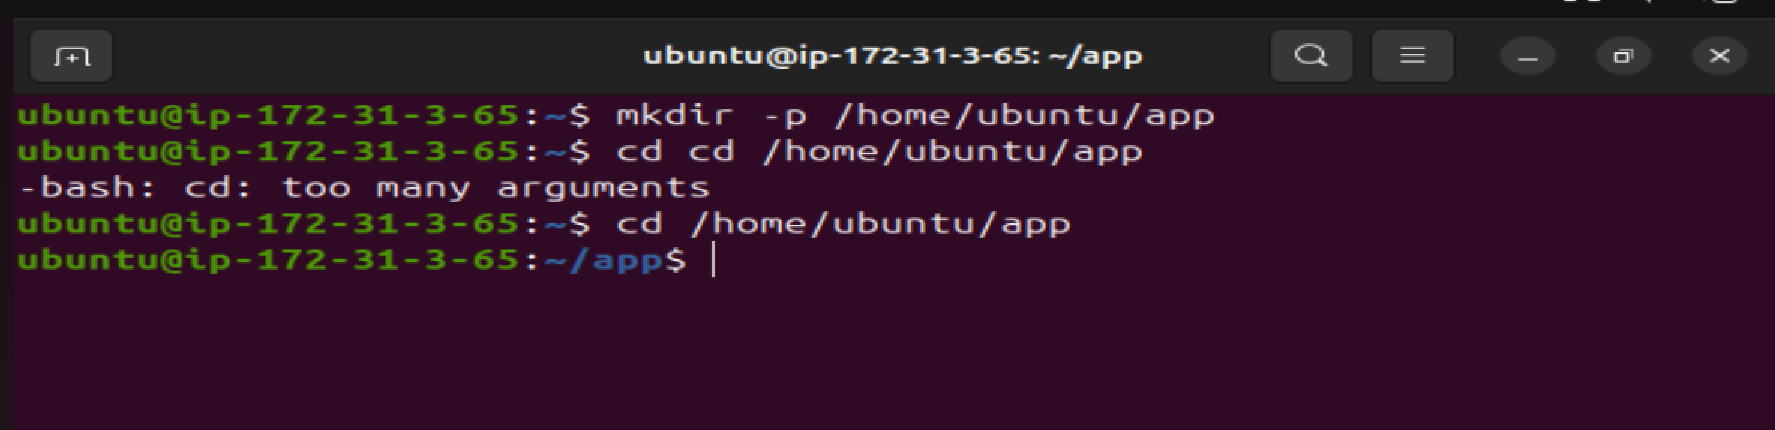 ubuntu@ip-172-31-3-65: ~/app
ubuntu@ip-172-31-3-65:~$ mkdir -p /home/ubuntu/app
ubuntu@ip-172-31-3-65:~$ cd cd /home/ubuntu/app
-bash: cd: too many arguments
ubuntu@ip-172-31-3-65:~$ cd /home/ubuntu/app
ubuntu@ip-172-31-3-65:~/app$